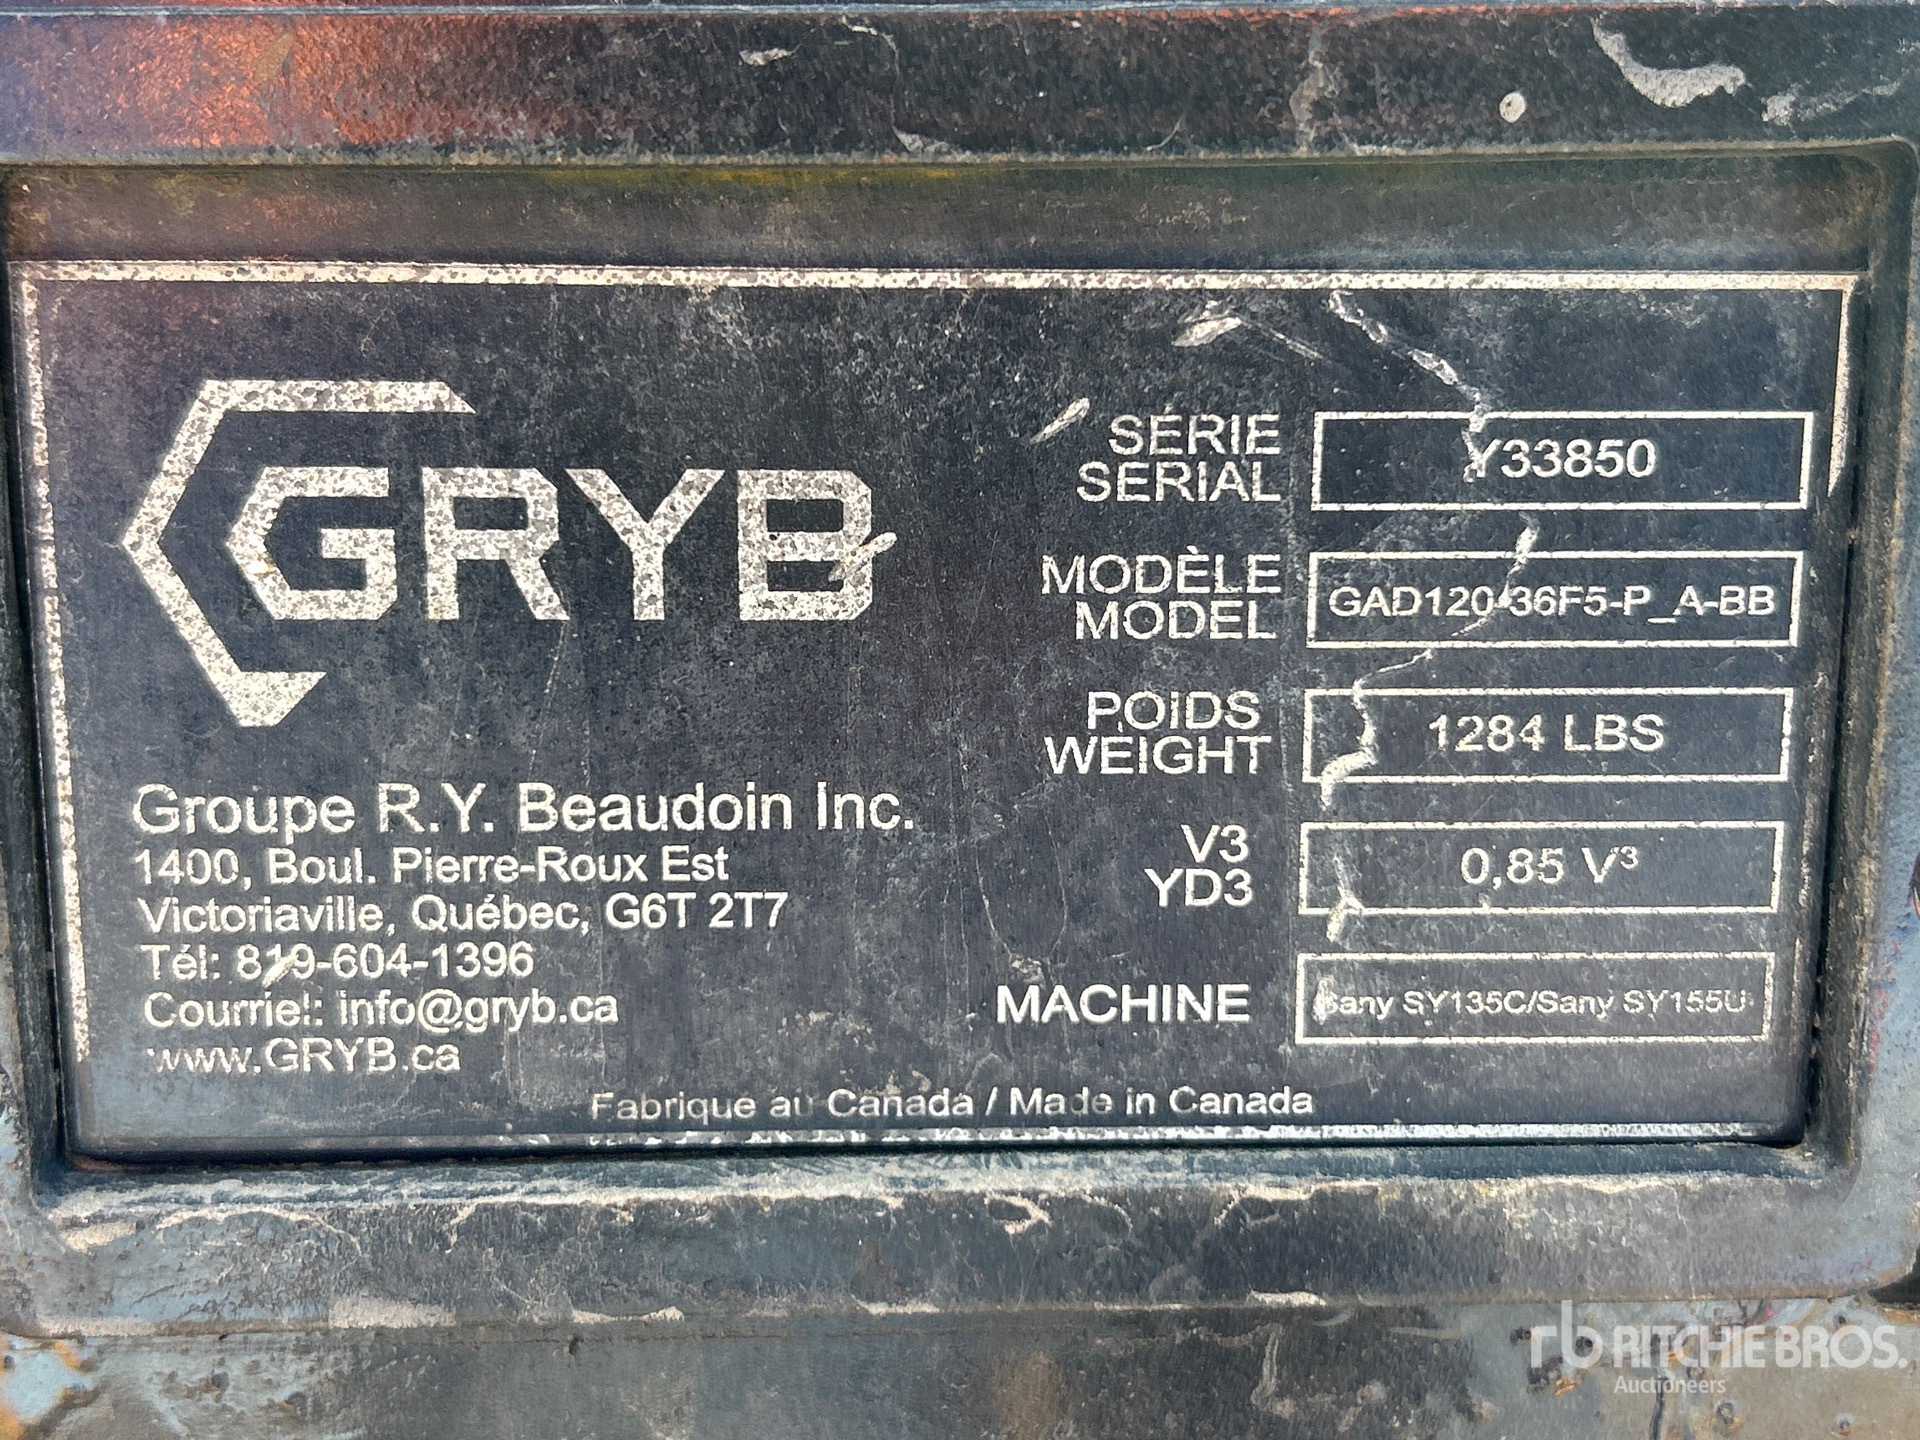 GRYB
Groupe R.Y. Beaudoin Inc.
1400, Boul. Pierre-Roux Est
Victoriaville, Québec, G6T 2T7
Tél: 819-604-1396
Courriel: info@gryb.ca
www.GRYB.ca
SÉRIE
SERIAL
Y33850
MODÈLE
MODEL
GAD120-36F5-P_A-BB
POIDS
WEIGHT
1284 LBS
V3
YD3
0,85 V³
MACHINE
Sany SY135C/Sany SY155U
Fabrique au Canada / Made in Canada
rb RITCHIE BROS.
Auctioneers